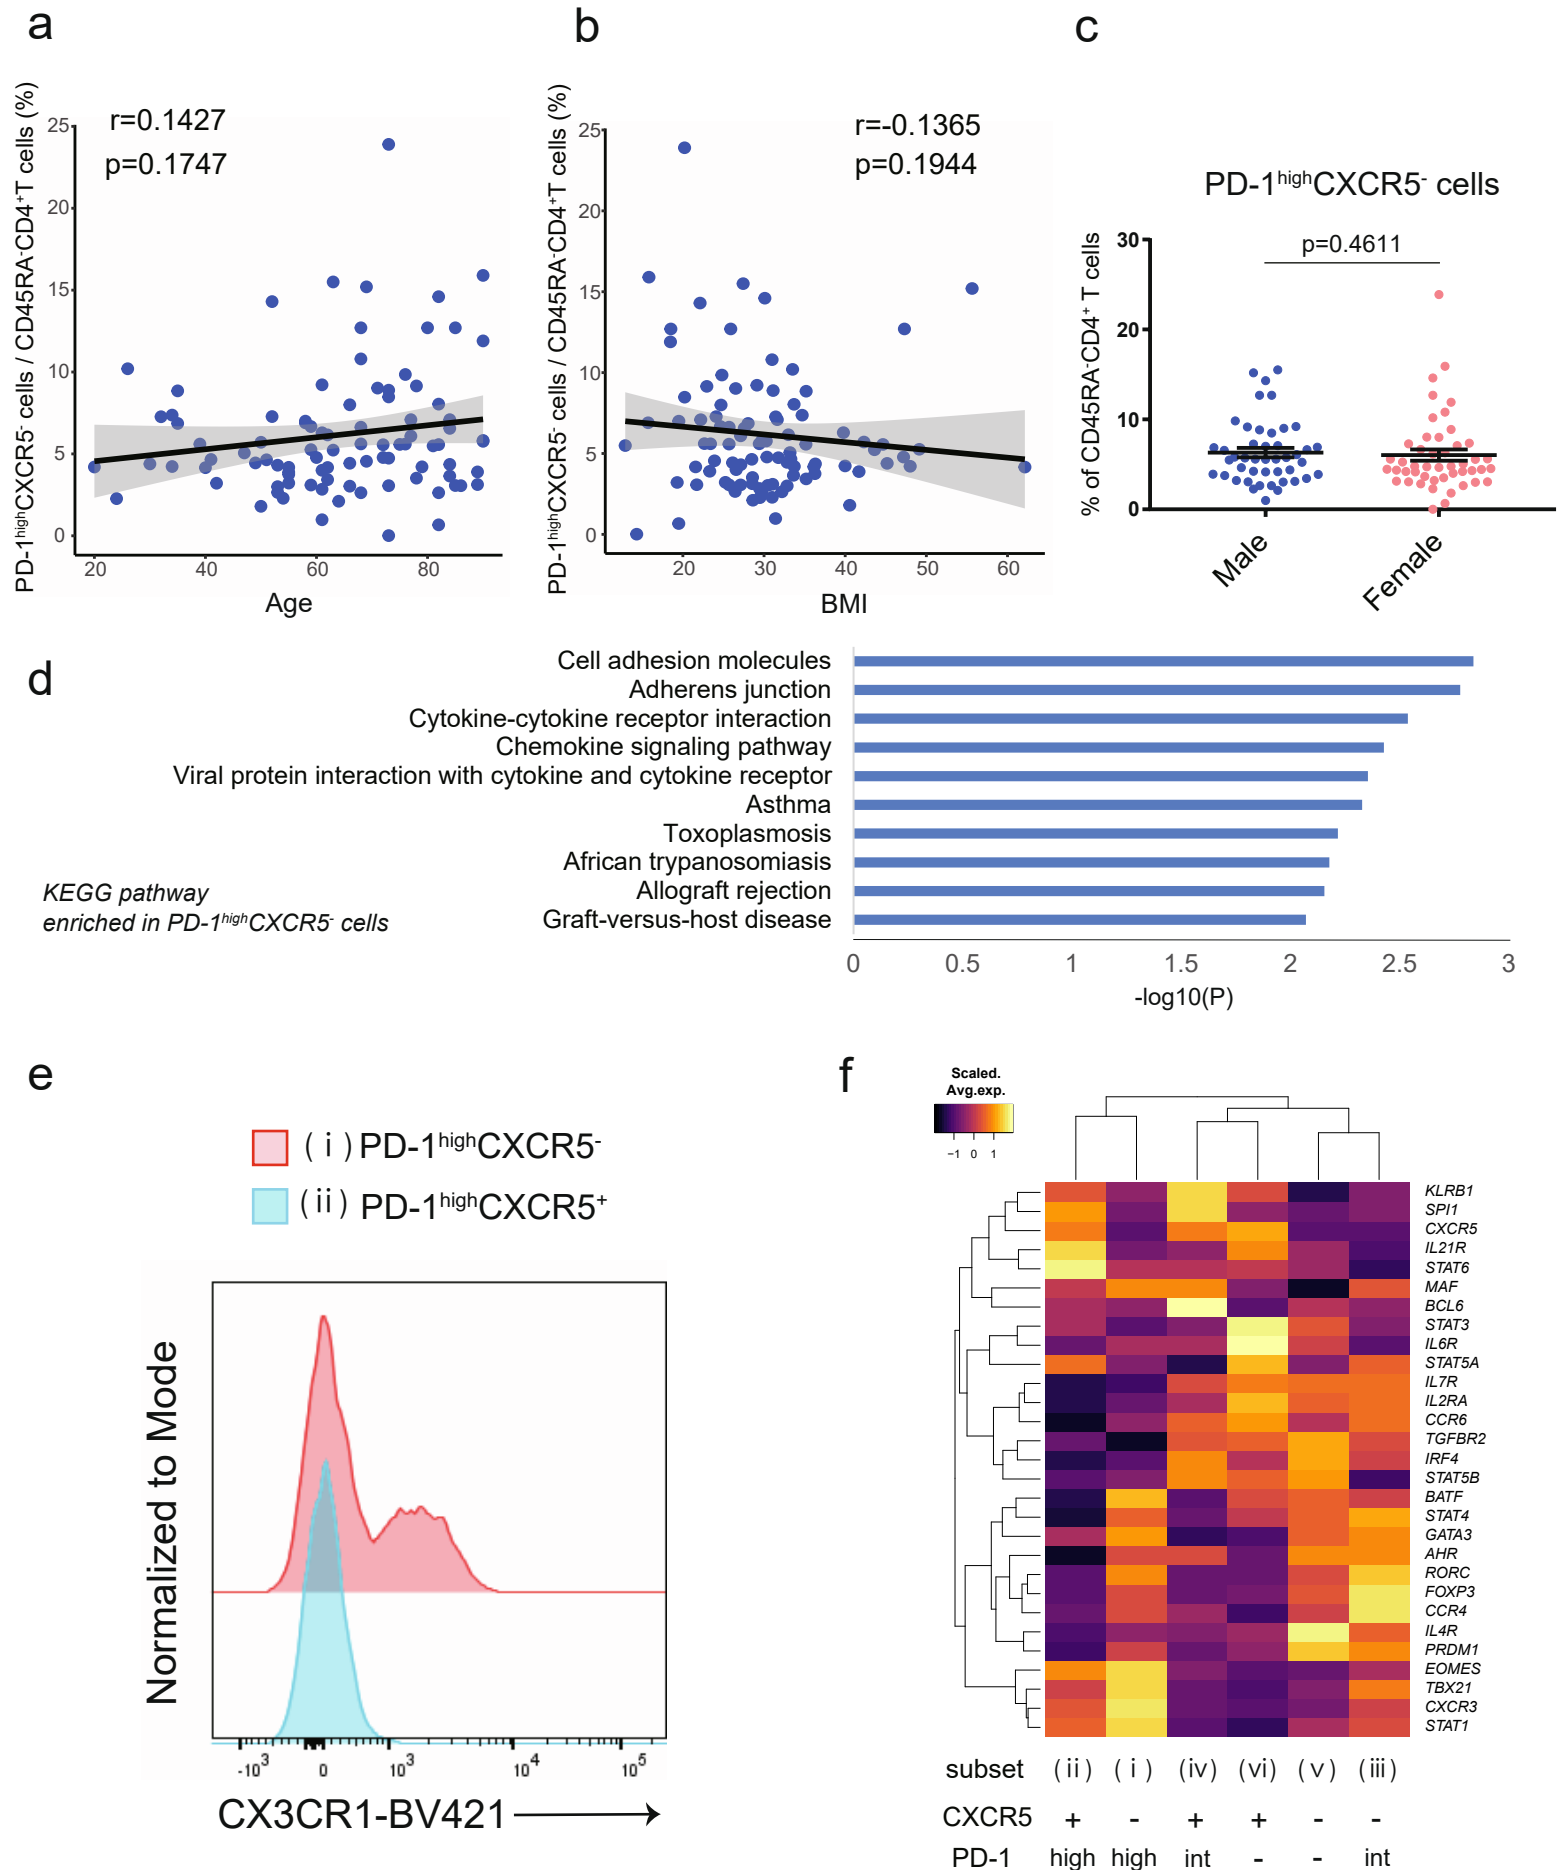 a
r=0.1427
p=0.1747
PD-1highCXCR5- cells / CD45RA-CD4+T cells (%)
25
20
15
10
5
0
20 40 60 80
Age
b
r=-0.1365
p=0.1944
PD-1highCXCR5- cells / CD45RA-CD4+T cells (%)
25
20
15
10
5
0
20 30 40 50 60
BMI
c
PD-1highCXCR5- cells
p=0.4611
% of CD45RA-CD4+ T cells
30
20
10
0
Male Female
d
Cell adhesion molecules
Adherens junction
Cytokine-cytokine receptor interaction
Chemokine signaling pathway
Viral protein interaction with cytokine and cytokine receptor
Asthma
Toxoplasmosis
African trypanosomiasis
Allograft rejection
Graft-versus-host disease
KEGG pathway
enriched in PD-1highCXCR5- cells
0 0.5 1 1.5 2 2.5 3
-log10(P)
e
(i) PD-1highCXCR5-
(ii) PD-1highCXCR5+
Normalized to Mode
-10³ 0 10³ 10⁴ 10⁵
CX3CR1-BV421
f
Scaled.
Avg.exp.
−1 0 1
KLRB1
SPI1
CXCR5
IL21R
STAT6
MAF
BCL6
STAT3
IL6R
STAT5A
IL7R
IL2RA
CCR6
TGFBR2
IRF4
STAT5B
BATF
STAT4
GATA3
AHR
RORC
FOXP3
CCR4
IL4R
PRDM1
EOMES
TBX21
CXCR3
STAT1
subset (ii) (i) (iv) (vi) (v) (iii)
CXCR5 + - + + - -
PD-1 high high int - - int